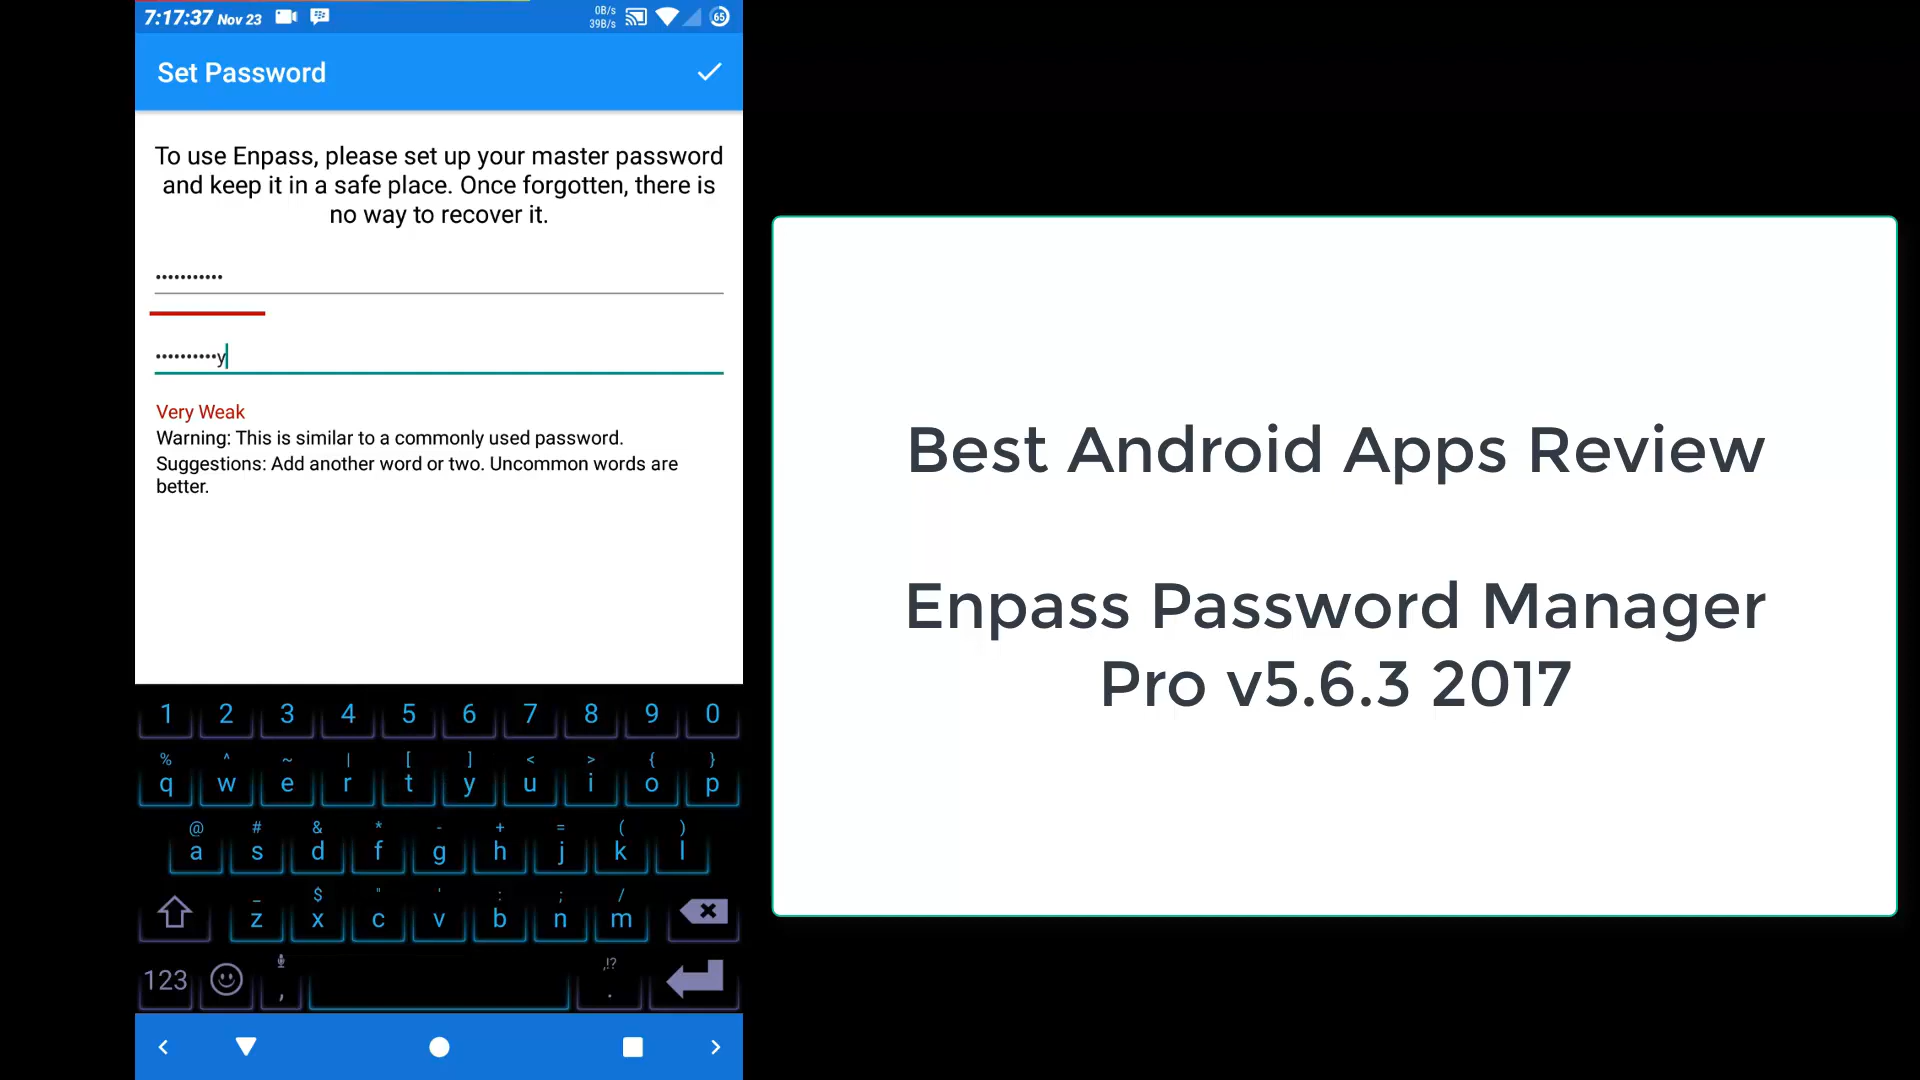 7:17:37 Nov 23
0B/s
39B/s
65
Set Password
To use Enpass, please set up your master password
and keep it in a safe place. Once forgotten, there is
no way to recover it.
•••••••••••
••••••••••y
Very Weak
Warning: This is similar to a commonly used password.
Suggestions: Add another word or two. Uncommon words are
better.
1 2 3 4 5 6 7 8 9 0
% ^ ~ | [ ] < > { }
q w e r t y u i o p
@ # & * - + = ( )
a s d f g h j k l
_ $ " ' : ; /
z x c v b n m
,!?
123 , .
Best Android Apps Review
Enpass Password Manager
Pro v5.6.3 2017